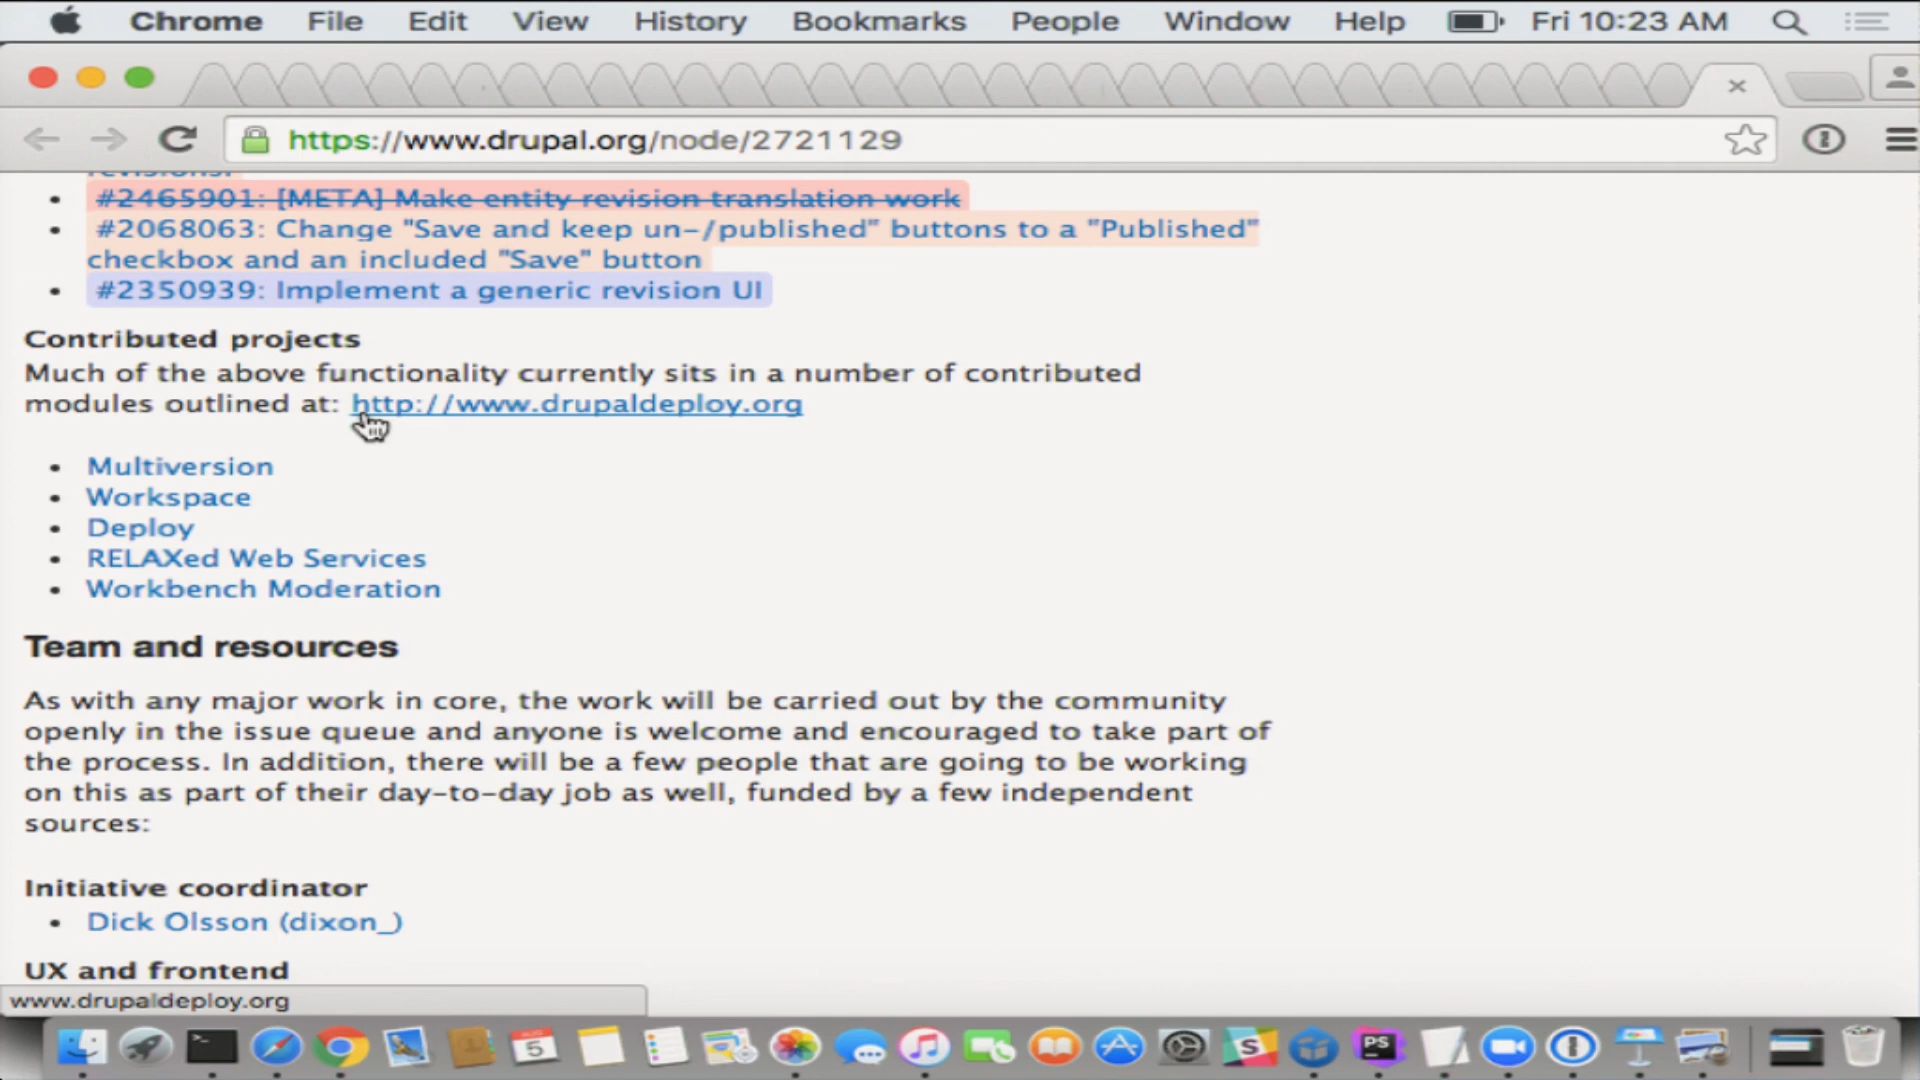 Chrome File Edit View History Bookmarks People Window Help Fri 10:23 AM
https://www.drupal.org/node/2721129
revisions.
#2465901: [META] Make entity revision translation work
#2068063: Change "Save and keep un-/published" buttons to a "Published"
checkbox and an included "Save" button
#2350939: Implement a generic revision UI
Contributed projects
Much of the above functionality currently sits in a number of contributed
modules outlined at: http://www.drupaldeploy.org
Multiversion
Workspace
Deploy
RELAXed Web Services
Workbench Moderation
Team and resources
As with any major work in core, the work will be carried out by the community
openly in the issue queue and anyone is welcome and encouraged to take part of
the process. In addition, there will be a few people that are going to be working
on this as part of their day-to-day job as well, funded by a few independent
sources:
Initiative coordinator
Dick Olsson (dixon_)
UX and frontend
www.drupaldeploy.org
5
S
PS